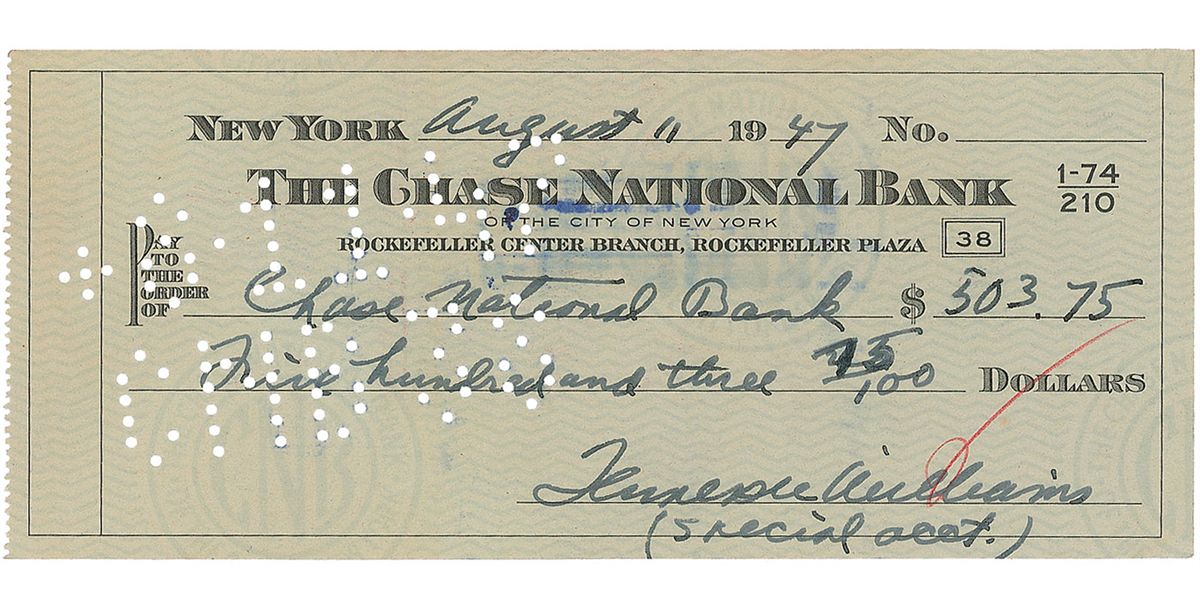 NEW YORK August 11 1947 No.
THE CHASE NATIONAL BANK 1-74/210
OF THE CITY OF NEW YORK
ROCKEFELLER CENTER BRANCH, ROCKEFELLER PLAZA 38
PAY TO THE ORDER OF Chase National Bank $ 503.75
Five hundred and three 75/100 DOLLARS
Tennessee Williams
(Special acct.)